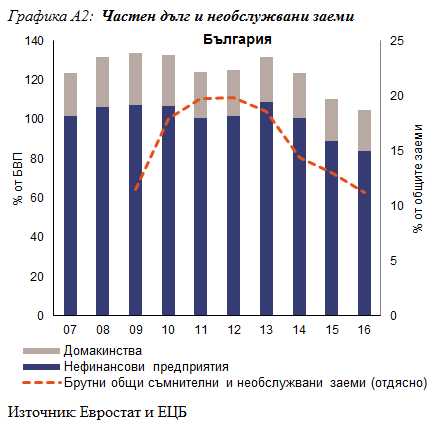 Графика А2: Частен дълг и необслужвани заеми
България
140
120
100
80
60
40
20
0
% от БВП
25
20
15
10
5
0
% от общите заеми
07 08 09 10 11 12 13 14 15 16
Домакинства
Нефинансови предприятия
Брутни общи съмнителни и необслужвани заеми (отдясно)
Източник: Евростат и ЕЦБ